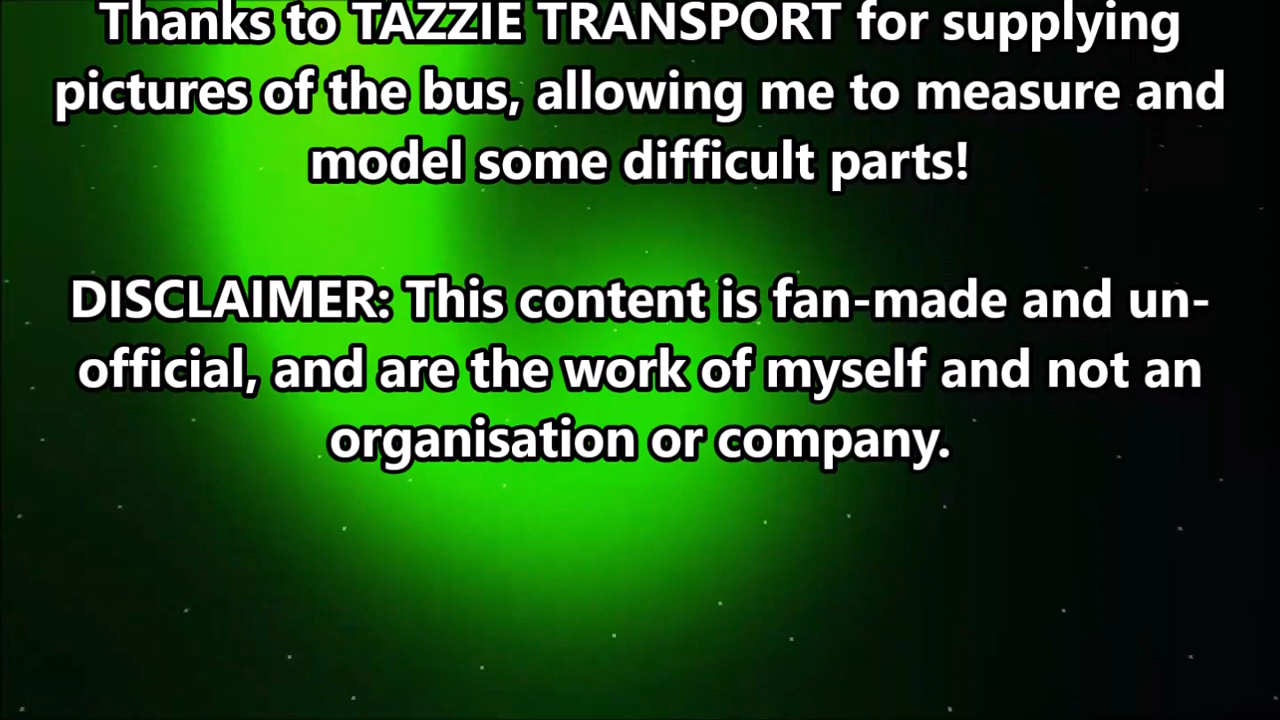 Thanks to TAZZIE TRANSPORT for supplying
pictures of the bus, allowing me to measure and
model some difficult parts!
DISCLAIMER: This content is fan-made and un-
official, and are the work of myself and not an
organisation or company.